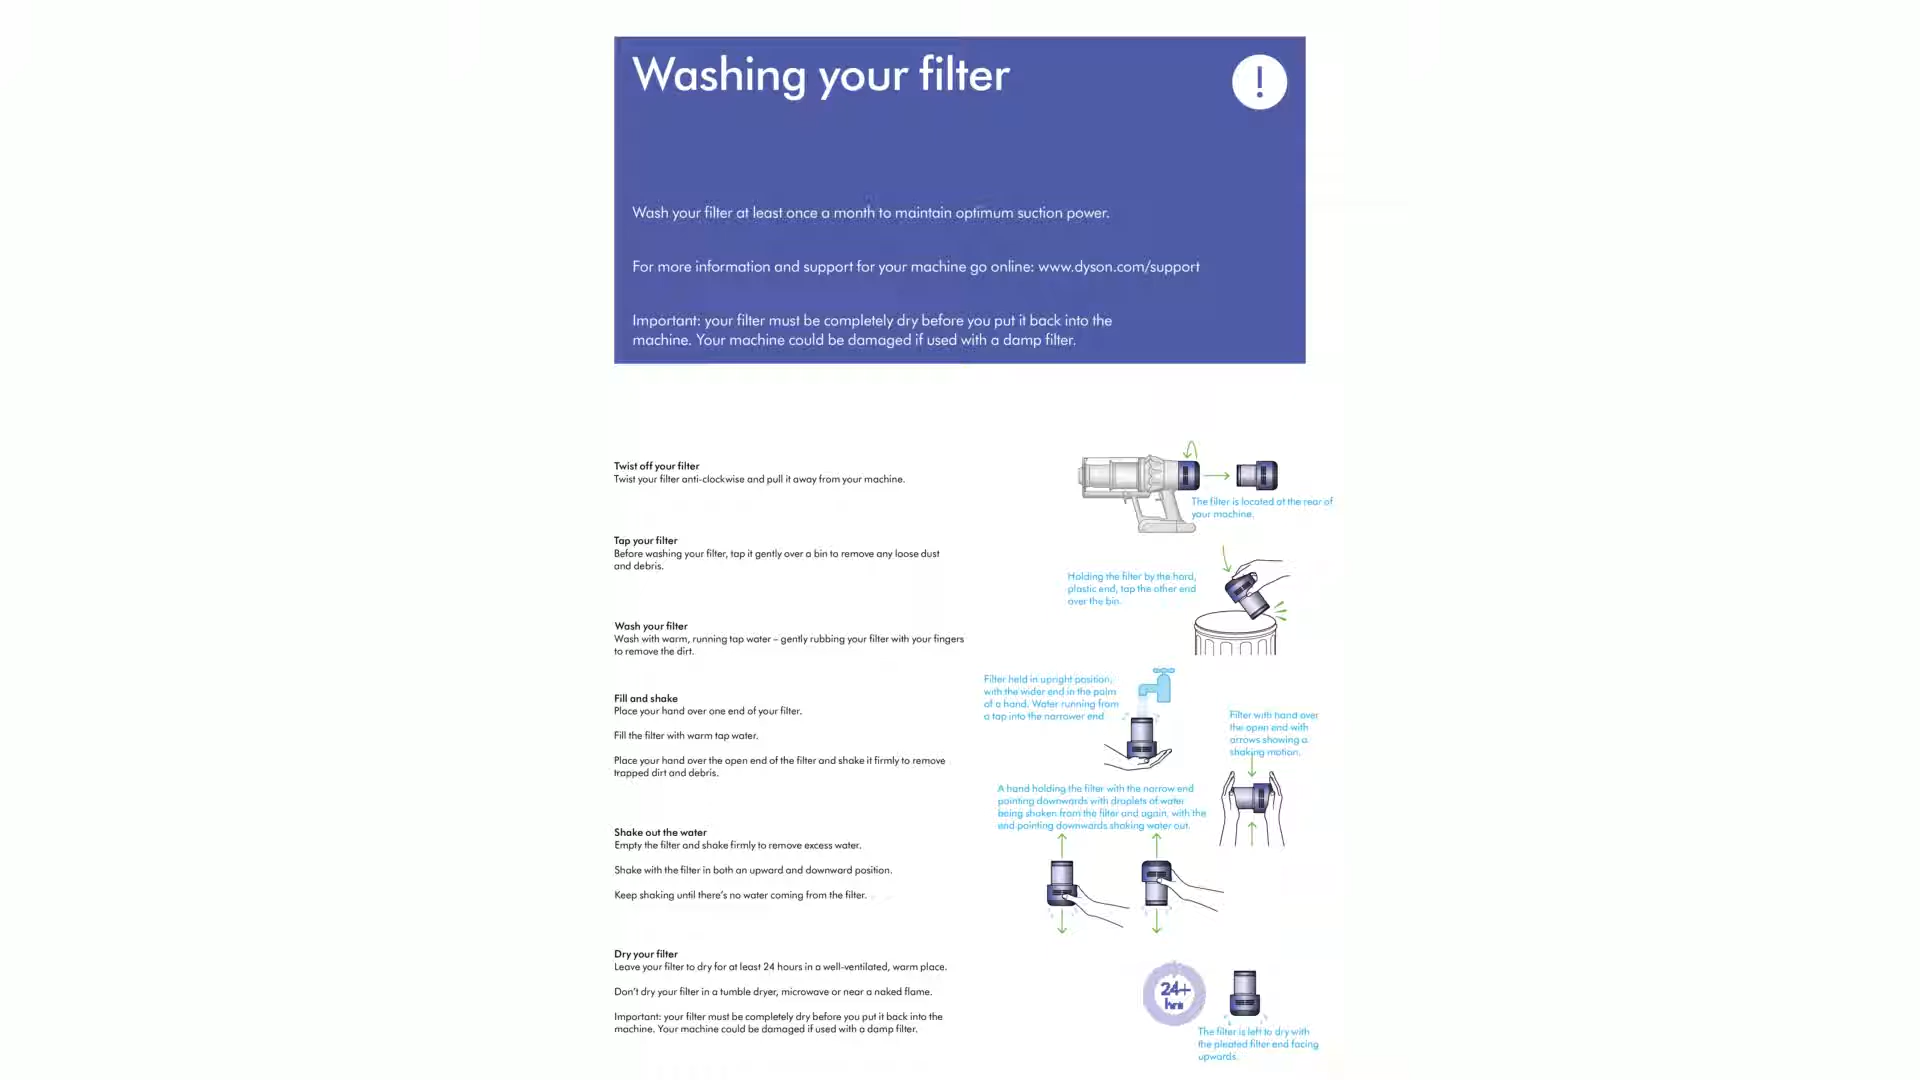 Washing your filter
!
Wash your filter at least once a month to maintain optimum suction power.
For more information and support for your machine go online: www.dyson.com/support
Important: your filter must be completely dry before you put it back into the
machine. Your machine could be damaged if used with a damp filter.
Twist off your filter
Twist your filter anti-clockwise and pull it away from your machine.
The filter is located at the rear of
your machine.
Tap your filter
Before washing your filter, tap it gently over a bin to remove any loose dust
and debris.
Holding the filter by the hard,
plastic end, tap the other end
over the bin.
Wash your filter
Wash with warm, running tap water – gently rubbing your filter with your fingers
to remove the dirt.
Filter held in upright position,
with the wider end in the palm
of a hand. Water running from
a tap into the narrower end
Fill and shake
Place your hand over one end of your filter.
Fill the filter with warm tap water.
Place your hand over the open end of the filter and shake it firmly to remove
trapped dirt and debris.
Filter with hand over
the open end with
arrows showing a
shaking motion.
A hand holding the filter with the narrow end
pointing downwards with droplets of water
being shaken from the filter and again, with the
end pointing downwards shaking water out.
Shake out the water
Empty the filter and shake firmly to remove excess water.
Shake with the filter in both an upward and downward position.
Keep shaking until there's no water coming from the filter.
Dry your filter
Leave your filter to dry for at least 24 hours in a well-ventilated, warm place.
Don't dry your filter in a tumble dryer, microwave or near a naked flame.
Important: your filter must be completely dry before you put it back into the
machine. Your machine could be damaged if used with a damp filter.
24+
hrs
The filter is left to dry with
the pleated filter end facing
upwards.